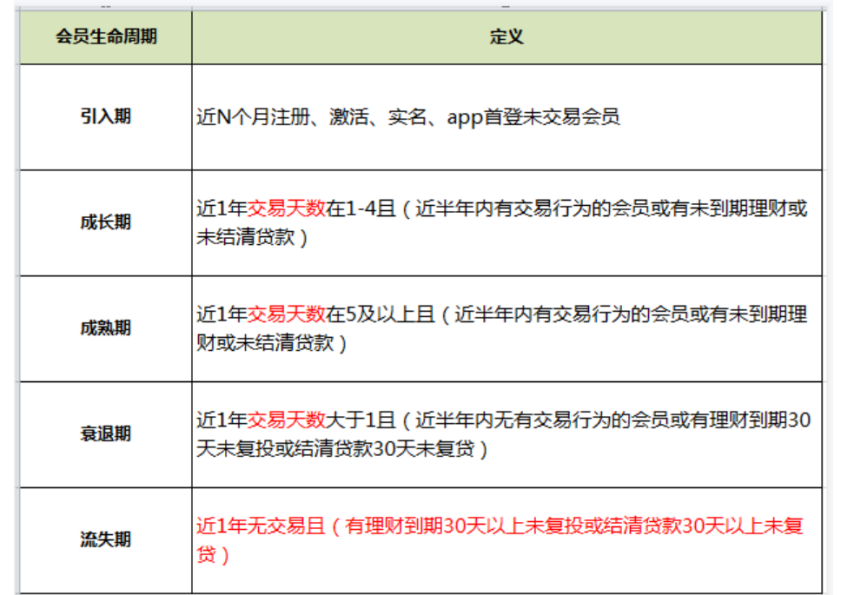 会员生命周期
定义
引入期
近N个月注册、激活、实名、app首登未交易会员
成长期
近1年交易天数在1-4且（近半年内有交易行为的会员或有未到期理财或
未结清贷款）
成熟期
近1年交易天数在5及以上且（近半年内有交易行为的会员或有未到期理
财或未结清贷款）
衰退期
近1年交易天数大于1且（近半年内无有交易行为的会员或有理财到期30
天未复投或结清贷款30天未复贷）
流失期
近1年无交易且（有理财到期30天以上未复投或结清贷款30天以上未复
贷）